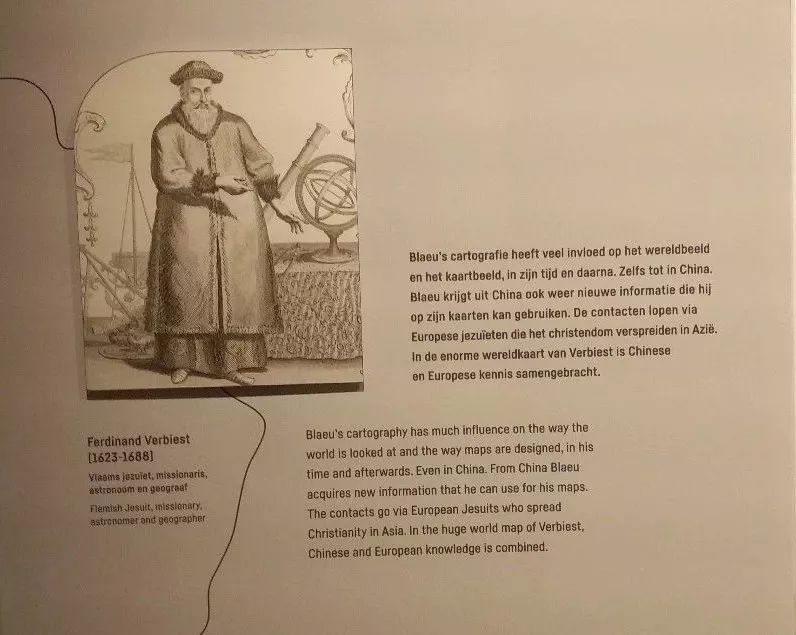 Blaeu's cartografie heeft veel invloed op het wereldbeeld
en het kaartbeeld, in zijn tijd en daarna. Zelfs tot in China.
Blaeu krijgt uit China ook weer nieuwe informatie die hij
op zijn kaarten kan gebruiken. De contacten lopen via
Europese jezuïeten die het christendom verspreiden in Azië.
In de enorme wereldkaart van Verbiest is Chinese
en Europese kennis samengebracht.
Ferdinand Verbiest
(1623-1688)
Vlaams jezuïet, missionaris,
astronoom en geograaf
Flemish Jesuit, missionary,
astronomer and geographer
Blaeu's cartography has much influence on the way the
world is looked at and the way maps are designed, in his
time and afterwards. Even in China. From China Blaeu
acquires new information that he can use for his maps.
The contacts go via European Jesuits who spread
Christianity in Asia. In the huge world map of Verbiest,
Chinese and European knowledge is combined.